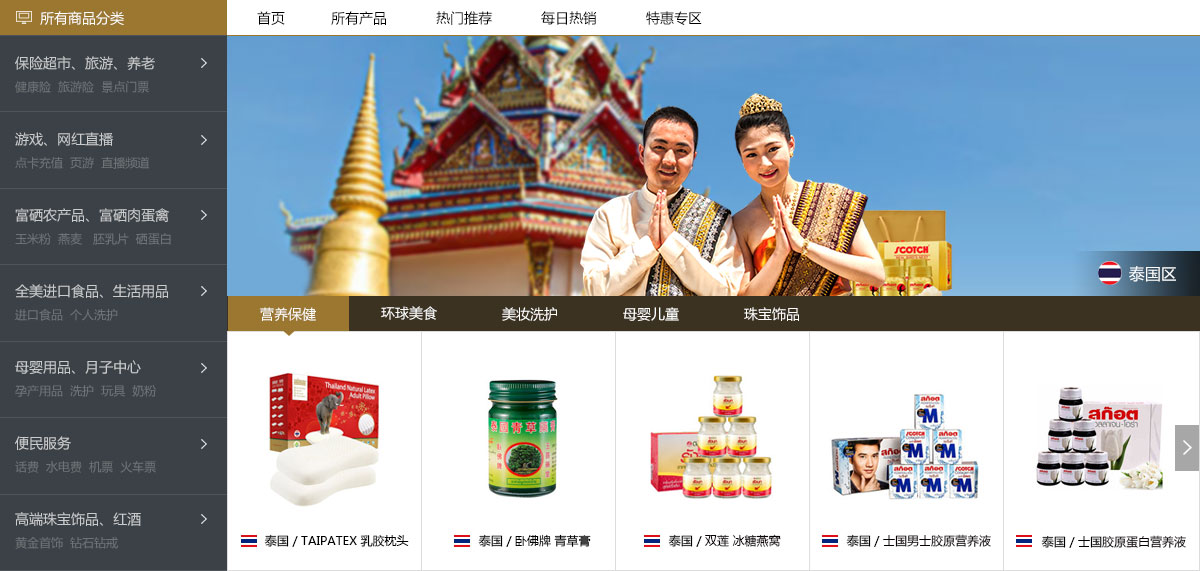 所有商品分类
首页
所有产品
热门推荐
每日热销
特惠专区
保险超市、旅游、养老
健康险 旅游险 景点门票
游戏、网红直播
点卡充值 页游 直播频道
富硒农产品、富硒肉蛋禽
玉米粉 燕麦 胚乳片 硒蛋白
全美进口食品、生活用品
进口食品 个人洗护
母婴用品、月子中心
孕产用品 洗护 玩具 奶粉
便民服务
话费 水电费 机票 火车票
高端珠宝饰品、红酒
黄金首饰 钻石钻戒
SCOTCH
泰国区
营养保健
环球美食
美妆洗护
母婴儿童
珠宝饰品
Thailand Natural Latex
Adult Pillow
青草膏
卧佛牌
สก๊อต
M
SCOTCH
สก๊อต
泰国 / TAIPATEX 乳胶枕头
泰国 / 卧佛牌 青草膏
泰国 / 双莲 冰糖燕窝
泰国 / 士国男士胶原营养液
泰国 / 士国胶原蛋白营养液